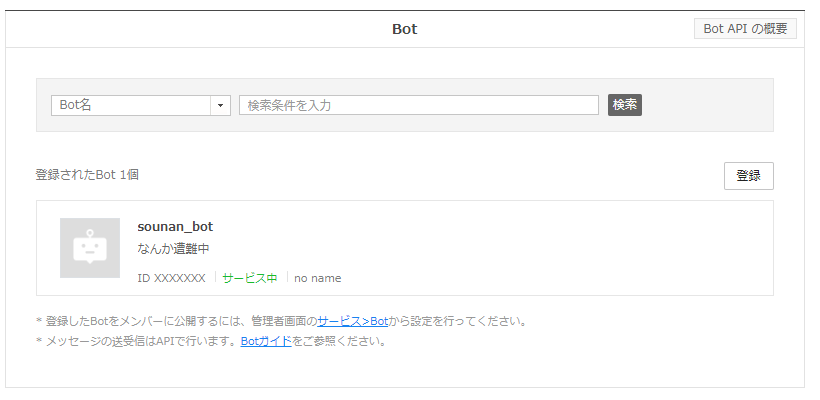 Bot
Bot API の概要
Bot名
検索条件を入力
検索
登録されたBot 1個
登録
sounan_bot
なんか遭難中
ID XXXXXXX サービス中 no name
* 登録したBotをメンバーに公開するには、管理者画面のサービス>Botから設定を行ってください。
* メッセージの送受信はAPIで行います。Botガイドをご参照ください。